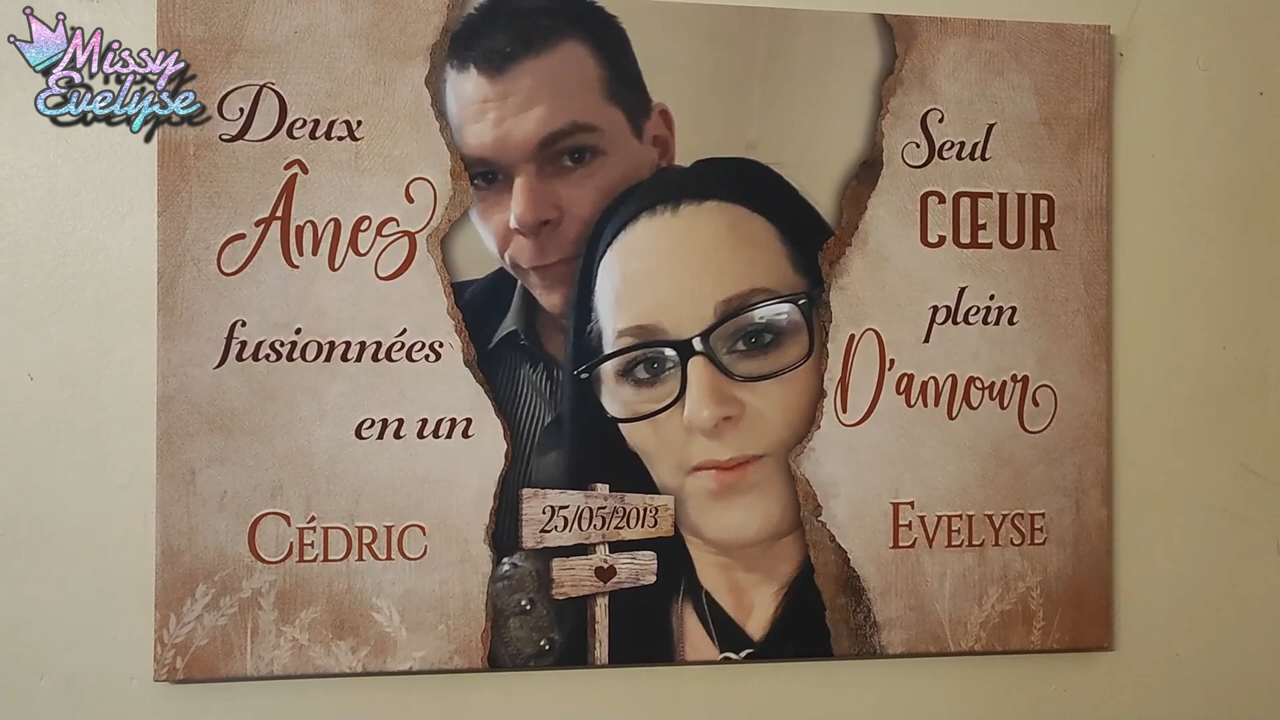 Missy
Evelyse
Deux
Âmes
fusionnées
en un
CÉDRIC
25/05/2013
Seul
CŒUR
plein
D'amour
EVELYSE